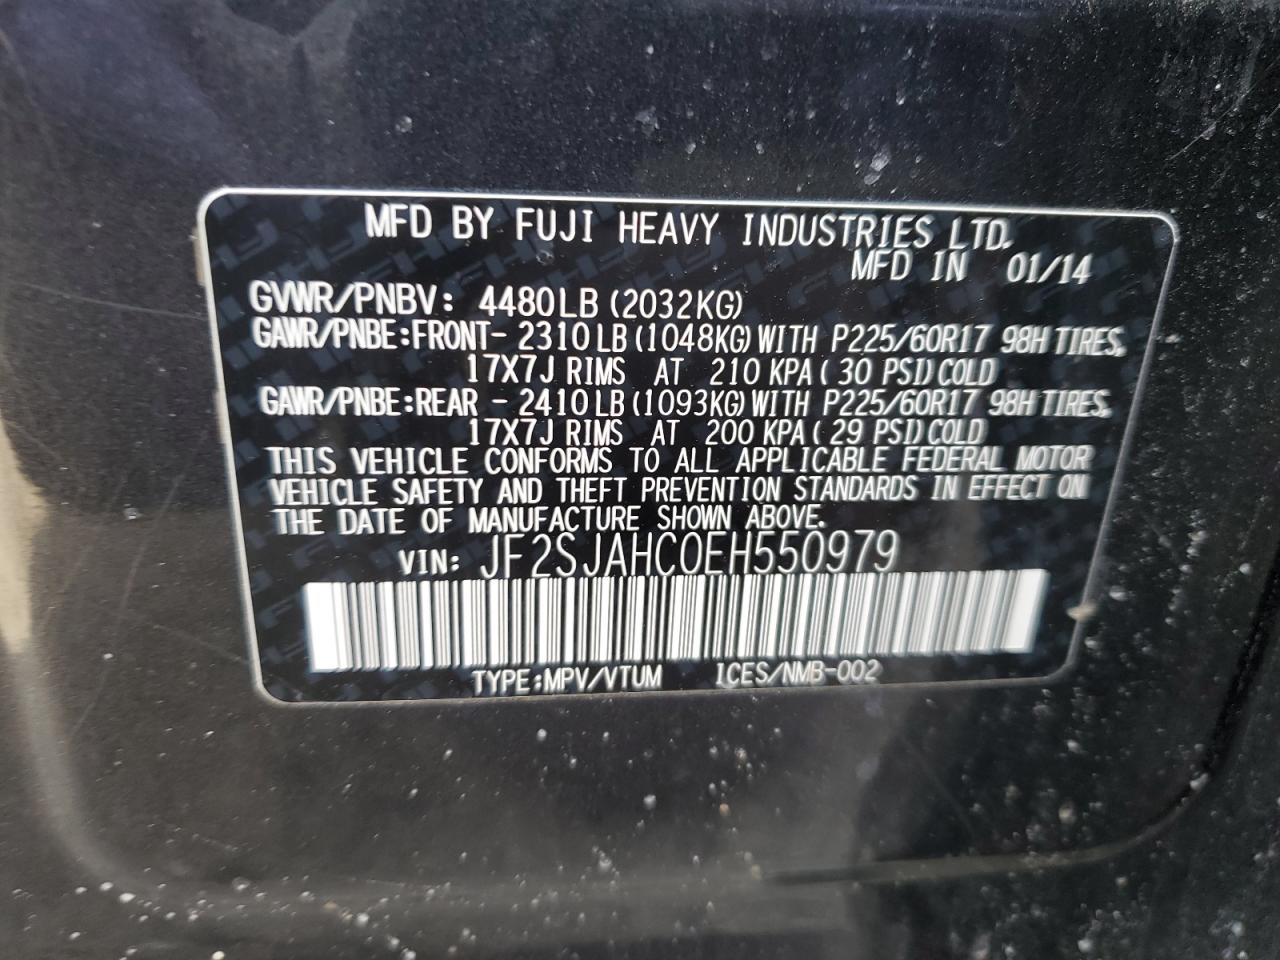 MFD BY FUJI HEAVY INDUSTRIES LTD.
MFD IN 01/14
GVWR/PNBV: 4480LB (2032KG)
GAWR/PNBE:FRONT- 2310LB (1048KG) WITH P225/60R17 98H TIRES,
17X7J RIMS AT 210 KPA( 30 PSI)COLD
GAWR/PNBE:REAR - 2410LB (1093KG) WITH P225/60R17 98H TIRES,
17X7J RIMS AT 200 KPA( 29 PSI)COLD
THIS VEHICLE CONFORMS TO ALL APPLICABLE FEDERAL MOTOR
VEHICLE SAFETY AND THEFT PREVENTION STANDARDS IN EFFECT ON
THE DATE OF MANUFACTURE SHOWN ABOVE.
VIN: JF2SJAHC0EH550979
TYPE:MPV/VTUM ICES/NMB-002